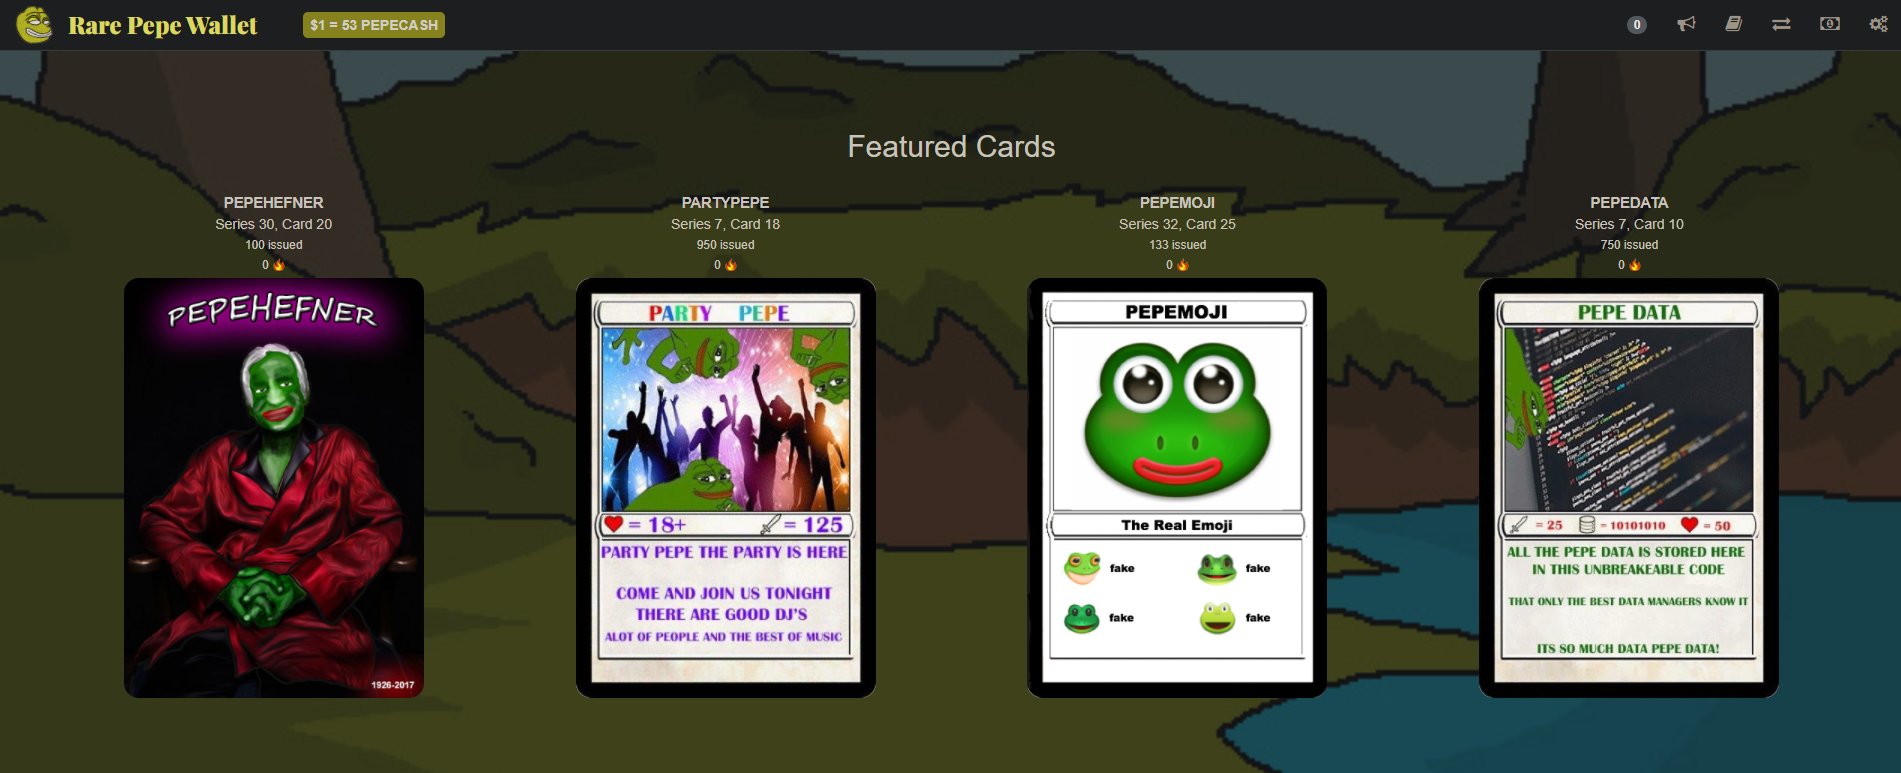 Rare Pepe Wallet
$1 = 53 PEPECASH
0
Featured Cards
PEPEHEFNER
Series 30, Card 20
100 issued
0
PEPEHEFNER
1926-2017
PARTYPEPE
Series 7, Card 18
950 issued
0
PARTY PEPE
= 18+ = 125
PARTY PEPE THE PARTY IS HERE
COME AND JOIN US TONIGHT
THERE ARE GOOD DJ'S
ALOT OF PEOPLE AND THE BEST OF MUSIC
PEPEMOJI
Series 32, Card 25
133 issued
0
PEPEMOJI
The Real Emoji
fake fake
fake fake
PEPEDATA
Series 7, Card 10
750 issued
0
PEPE DATA
= 25 = 10101010 = 50
ALL THE PEPE DATA IS STORED HERE
IN THIS UNBREAKEABLE CODE
THAT ONLY THE BEST DATA MANAGERS KNOW IT
ITS SO MUCH DATA PEPE DATA!